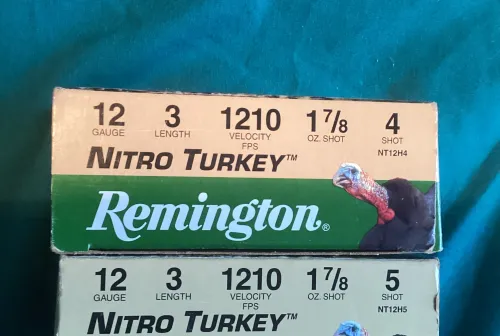 12 3 1210 1 7/8 4
GAUGE LENGTH VELOCITY FPS OZ. SHOT SHOT
NT12H4
NITRO TURKEY™
Remington®
12 3 1210 1 7/8 5
GAUGE LENGTH VELOCITY FPS OZ. SHOT SHOT
NT12H5
NITRO TURKEY™